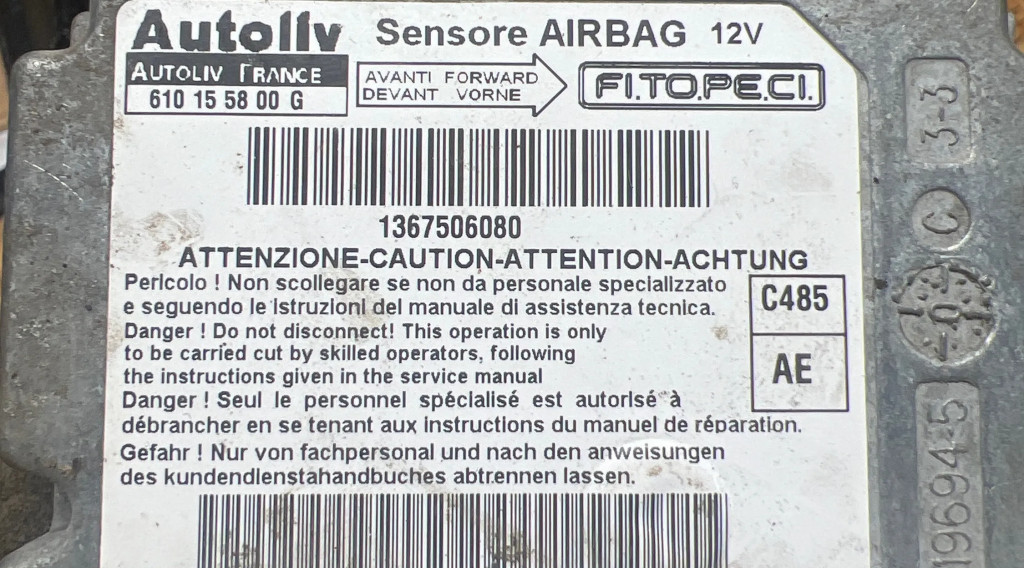 Autoliv Sensore AIRBAG 12V
AUTOLIV FRANCE
610 15 58 00 G
AVANTI FORWARD
DEVANT VORNE
FI.TO.PE.CI.
1367506080
ATTENZIONE-CAUTION-ATTENTION-ACHTUNG
Pericolo ! Non scollegare se non da personale specializzato
e seguendo le istruzioni del manuale di assistenza tecnica.
Danger ! Do not disconnect! This operation is only
to be carried cut by skilled operators, following
the instructions given in the service manual
Danger ! Seul le personnel spécialisé est autorisé à
débrancher en se tenant aux instructions du manuel de réparation.
Gefahr ! Nur von fachpersonal und nach den anweisungen
des kundendienstahandbuches abtrennen lassen.
C485
AE
3-3
C
196945